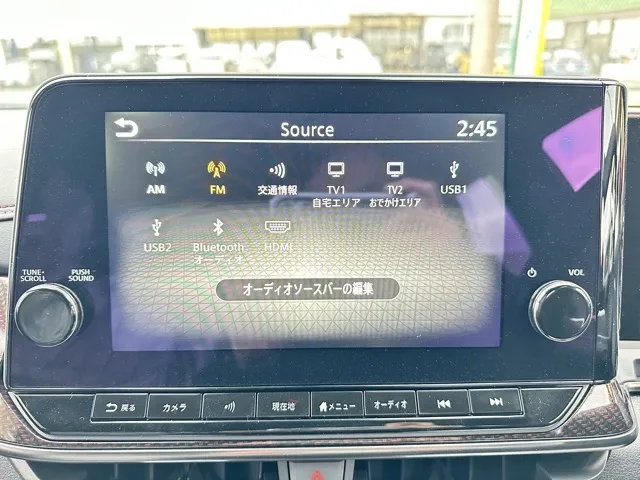 Source
2:45
AM
FM
交通情報
TV1
自宅エリア
TV2
おでかけエリア
USB1
USB2
Bluetooth
オーディオ
HDMI
オーディオソースバーの編集
TUNE・
SCROLL
PUSH
SOUND
VOL
戻る
カメラ
現在地
メニュー
オーディオ